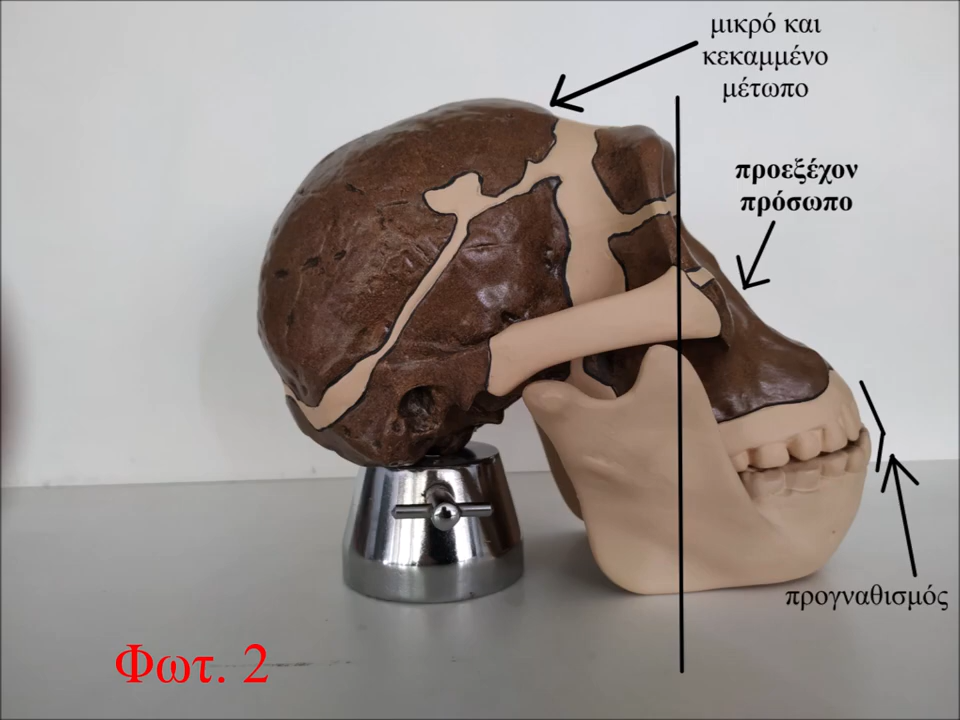 μικρό και
κεκαμμένο
μέτωπο
προεξέχον
πρόσωπο
προγναθισμός
Φωτ. 2